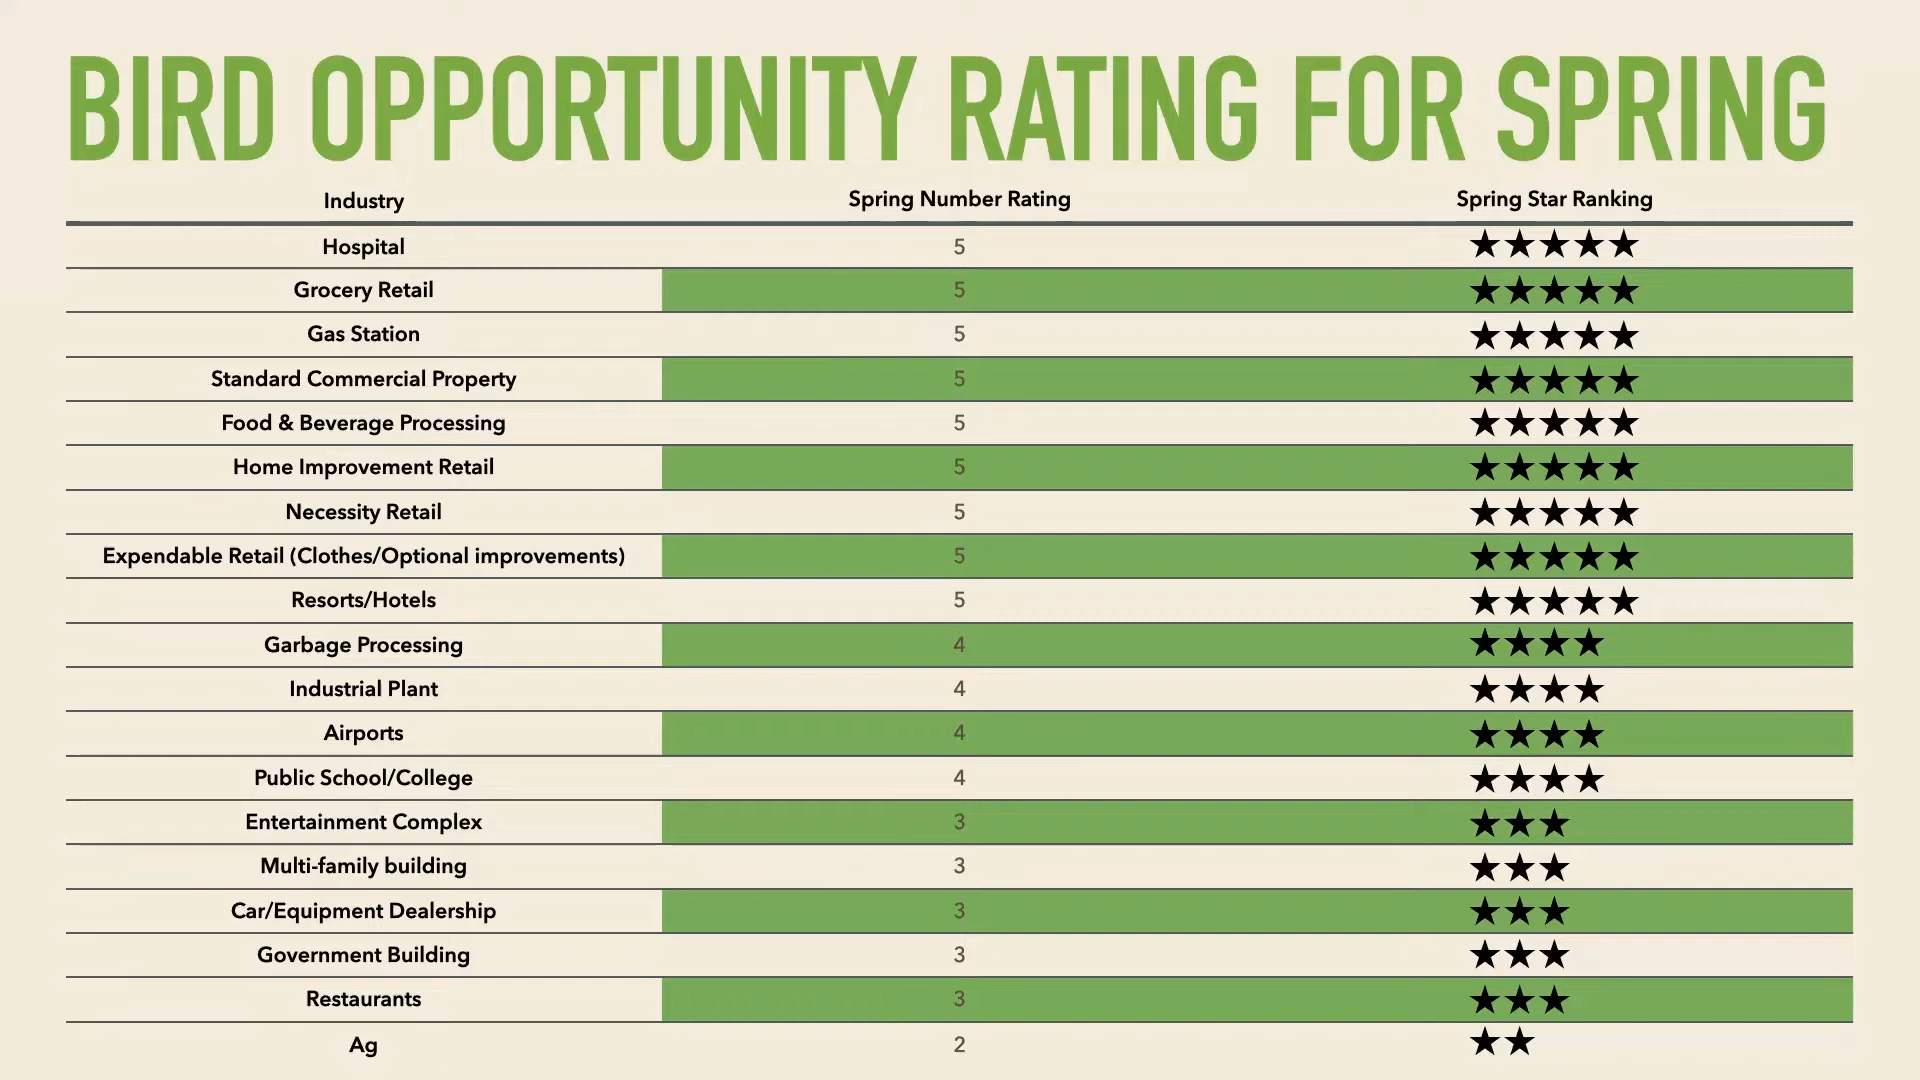 BIRD OPPORTUNITY RATING FOR SPRING
Industry Spring Number Rating Spring Star Ranking
Hospital 5 ★★★★★
Grocery Retail 5 ★★★★★
Gas Station 5 ★★★★★
Standard Commercial Property 5 ★★★★★
Food & Beverage Processing 5 ★★★★★
Home Improvement Retail 5 ★★★★★
Necessity Retail 5 ★★★★★
Expendable Retail (Clothes/Optional improvements) 5 ★★★★★
Resorts/Hotels 5 ★★★★★
Garbage Processing 4 ★★★★
Industrial Plant 4 ★★★★
Airports 4 ★★★★
Public School/College 4 ★★★★
Entertainment Complex 3 ★★★
Multi-family building 3 ★★★
Car/Equipment Dealership 3 ★★★
Government Building 3 ★★★
Restaurants 3 ★★★
Ag 2 ★★